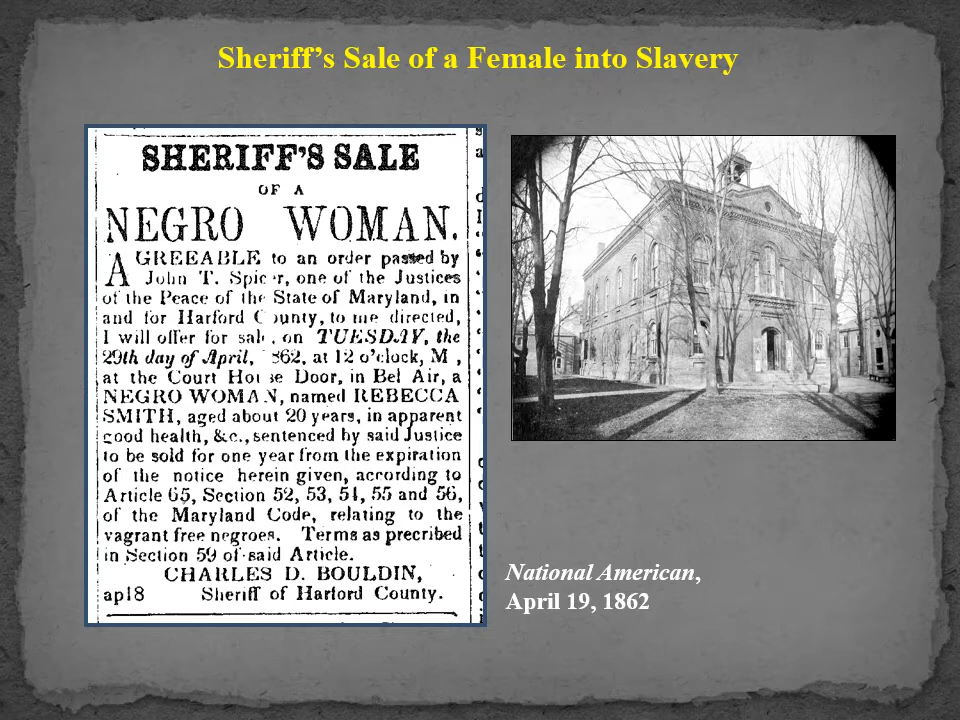 Sheriff’s Sale of a Female into Slavery
SHERIFF’S SALE
OF A
NEGRO WOMAN.
AGREEABLE to an order passed by
John T. Spicer, one of the Justices
of the Peace of the State of Maryland, in
and for Harford County, to me directed,
I will offer for sale, on TUESDAY, the
29th day of April, 1862, at 12 o’clock, M,
at the Court House Door, in Bel Air, a
NEGRO WOMAN, named REBECCA
SMITH, aged about 20 years, in apparent
good health, &c., sentenced by said Justice
to be sold for one year from the expiration
of the notice herein given, according to
Article 65, Section 52, 53, 54, 55 and 56,
of the Maryland Code, relating to the
vagrant free negroes. Terms as precribed
in Section 59 of said Article.
CHARLES D. BOULDIN,
ap18 Sheriff of Harford County.
National American,
April 19, 1862